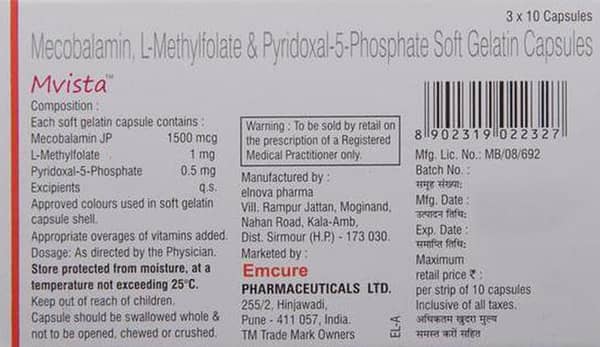 3 x 10 Capsules
Mecobalamin, L-Methylfolate & Pyridoxal-5-Phosphate Soft Gelatin Capsules
Mvista™
Composition :
Each soft gelatin capsule contains :
Mecobalamin JP 1500 mcg
L-Methylfolate 1 mg
Pyridoxal-5-Phosphate 0.5 mg
Excipients q.s.
Approved colours used in soft gelatin
capsule shell.
Appropriate overages of vitamins added.
Dosage: As directed by the Physician.
Store protected from moisture, at a
temperature not exceeding 25°C.
Keep out of reach of children.
Capsule should be swallowed whole &
not to be opened, chewed or crushed.
Warning : To be sold by retail on
the prescription of a Registered
Medical Practitioner only.
Manufactured by :
elnova pharma
Vill. Rampur Jattan, Moginand,
Nahan Road, Kala-Amb,
Dist. Sirmour (H.P.) - 173 030.
Marketed by :
Emcure
PHARMACEUTICALS LTD.
255/2, Hinjawadi,
Pune - 411 057, India.
TM Trade Mark Owners
EL-A
8 902319 022327
Mfg. Lic. No.: MB/08/692
Batch No. :
समूह संख्या:
Mfg. Date :
उत्पादन तिथि:
Exp. Date :
समाप्ति तिथि:
Maximum
retail price ₹ :
per strip of 10 capsules
Inclusive of all taxes.
अधिकतम खुदरा मूल्य
समस्त करों सहित